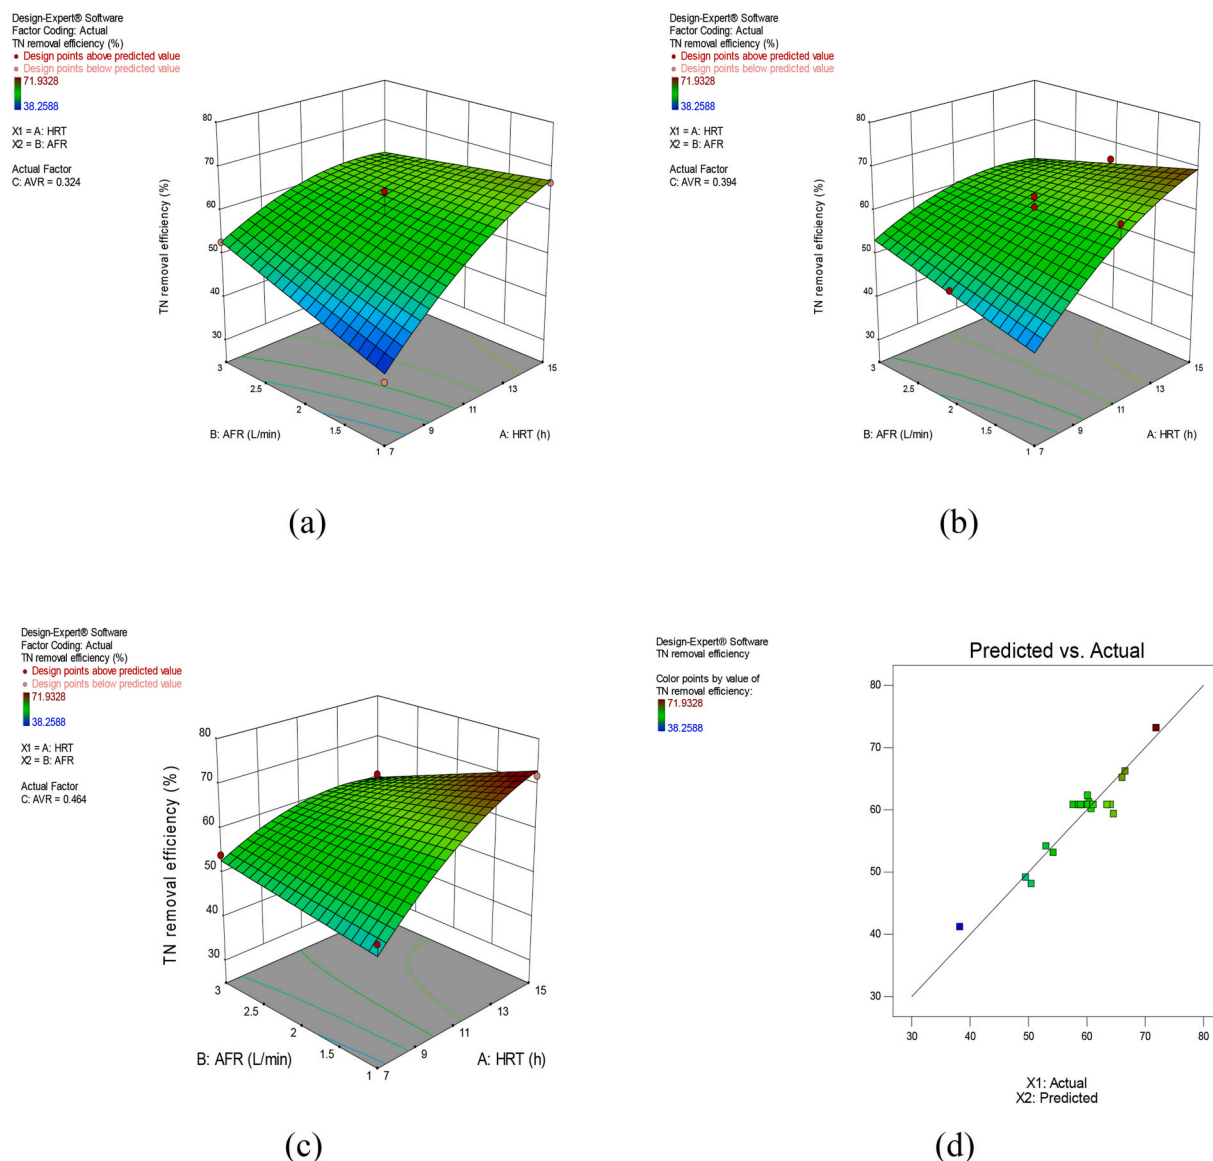 Design-Expert® Software
Factor Coding: Actual
TN removal efficiency (%)
Design points above predicted value
Design points below predicted value
71.9328
38.2588
X1 = A: HRT
X2 = B: AFR
Actual Factor
C: AVR = 0.324
80
70
60
50
40
30
TN removal efficiency (%)
3
2.5
2
1.5
1
7
9
11
13
15
B: AFR (L/min)
A: HRT (h)
(a)
Design-Expert® Software
Factor Coding: Actual
TN removal efficiency (%)
Design points above predicted value
Design points below predicted value
71.9328
38.2588
X1 = A: HRT
X2 = B: AFR
Actual Factor
C: AVR = 0.394
80
70
60
50
40
30
TN removal efficiency (%)
3
2.5
2
1.5
1
7
9
11
13
15
B: AFR (L/min)
A: HRT (h)
(b)
Design-Expert® Software
Factor Coding: Actual
TN removal efficiency (%)
Design points above predicted value
Design points below predicted value
71.9328
38.2588
X1 = A: HRT
X2 = B: AFR
Actual Factor
C: AVR = 0.464
80
70
60
50
40
30
TN removal efficiency (%)
3
2.5
2
1.5
1
7
9
11
13
15
B: AFR (L/min)
A: HRT (h)
(c)
Design-Expert® Software
TN removal efficiency
Color points by value of
TN removal efficiency:
71.9328
38.2588
Predicted vs. Actual
80
70
60
50
40
30
30
40
50
60
70
80
X1: Actual
X2: Predicted
(d)